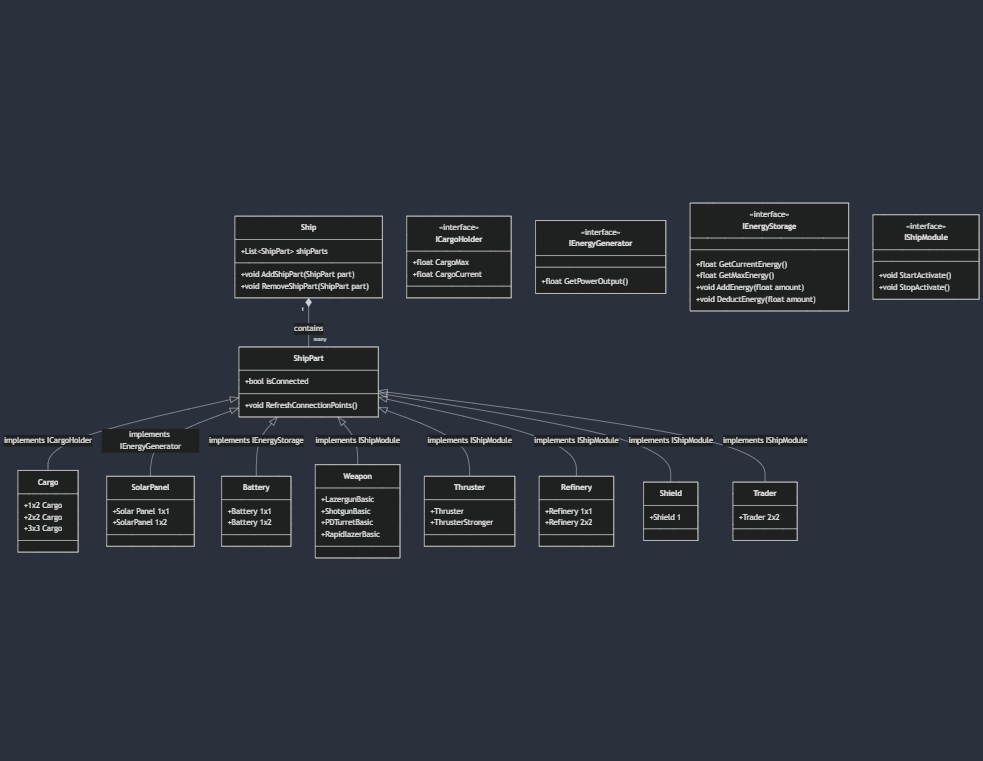 Ship
+List<ShipPart> shipParts
+void AddShipPart(ShipPart part)
+void RemoveShipPart(ShipPart part)
«interface»
ICargoHolder
+float CargoMax
+float CargoCurrent
«interface»
IEnergyGenerator
+float GetPowerOutput()
«interface»
IEnergyStorage
+float GetCurrentEnergy()
+float GetMaxEnergy()
+void AddEnergy(float amount)
+void DeductEnergy(float amount)
«interface»
IShipModule
+void StartActivate()
+void StopActivate()
1
contains
many
ShipPart
+bool isConnected
+void RefreshConnectionPoints()
implements ICargoHolder
implements
IEnergyGenerator
implements IEnergyStorage
implements IShipModule
implements IShipModule
implements IShipModule
implements IShipModule
implements IShipModule
Cargo
+1x2 Cargo
+2x2 Cargo
+3x3 Cargo
SolarPanel
+Solar Panel 1x1
+SolarPanel 1x2
Battery
+Battery 1x1
+Battery 1x2
Weapon
+LazergunBasic
+ShotgunBasic
+PDTurretBasic
+RapidlazerBasic
Thruster
+Thruster
+ThrusterStronger
Refinery
+Refinery 1x1
+Refinery 2x2
Shield
+Shield 1
Trader
+Trader 2x2